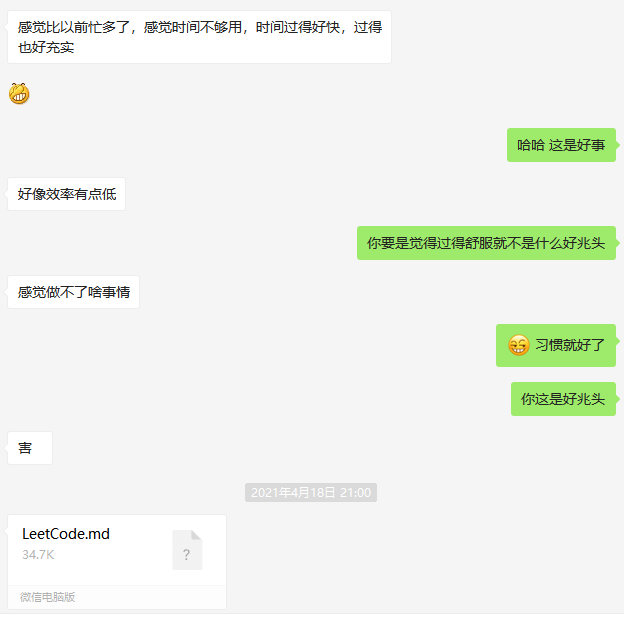 感觉比以前忙多了，感觉时间不够用，时间过得好快，过得
也好充实
哈哈 这是好事
好像效率有点低
你要是觉得过得舒服就不是什么好兆头
感觉做不了啥事情
习惯就好了
你这是好兆头
害
2021年4月18日 21:00
LeetCode.md
34.7K
?
微信电脑版